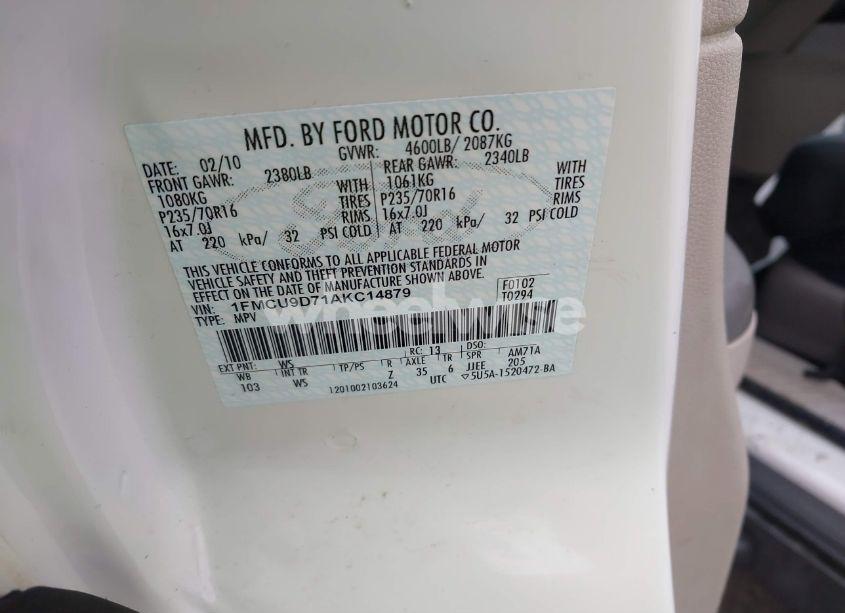 MFD. BY FORD MOTOR CO.
DATE: 02/10 GVWR: 4600LB/ 2087KG
FRONT GAWR: 2380LB REAR GAWR: 2340LB
1080KG WITH 1061KG WITH
P235/70R16 TIRES P235/70R16 TIRES
16x7.0J RIMS 16x7.0J RIMS
AT 220 kPa/ 32 PSI COLD AT 220 kPa/ 32 PSI COLD
THIS VEHICLE CONFORMS TO ALL APPLICABLE FEDERAL MOTOR
VEHICLE SAFETY AND THEFT PREVENTION STANDARDS IN
EFFECT ON THE DATE OF MANUFACTURE SHOWN ABOVE.
VIN: 1FMCU9D71AKC14879 F0102
TYPE: MPV T0294
wheelwise
EXT PNT: WS RC: 13 DSO:
WB INT TR TP/PS R AXLE TR SPR AM71A
103 WS Z 35 6 JJEE 205
1201002103624 UTC ▽5U5A-1520472-BA
Ford